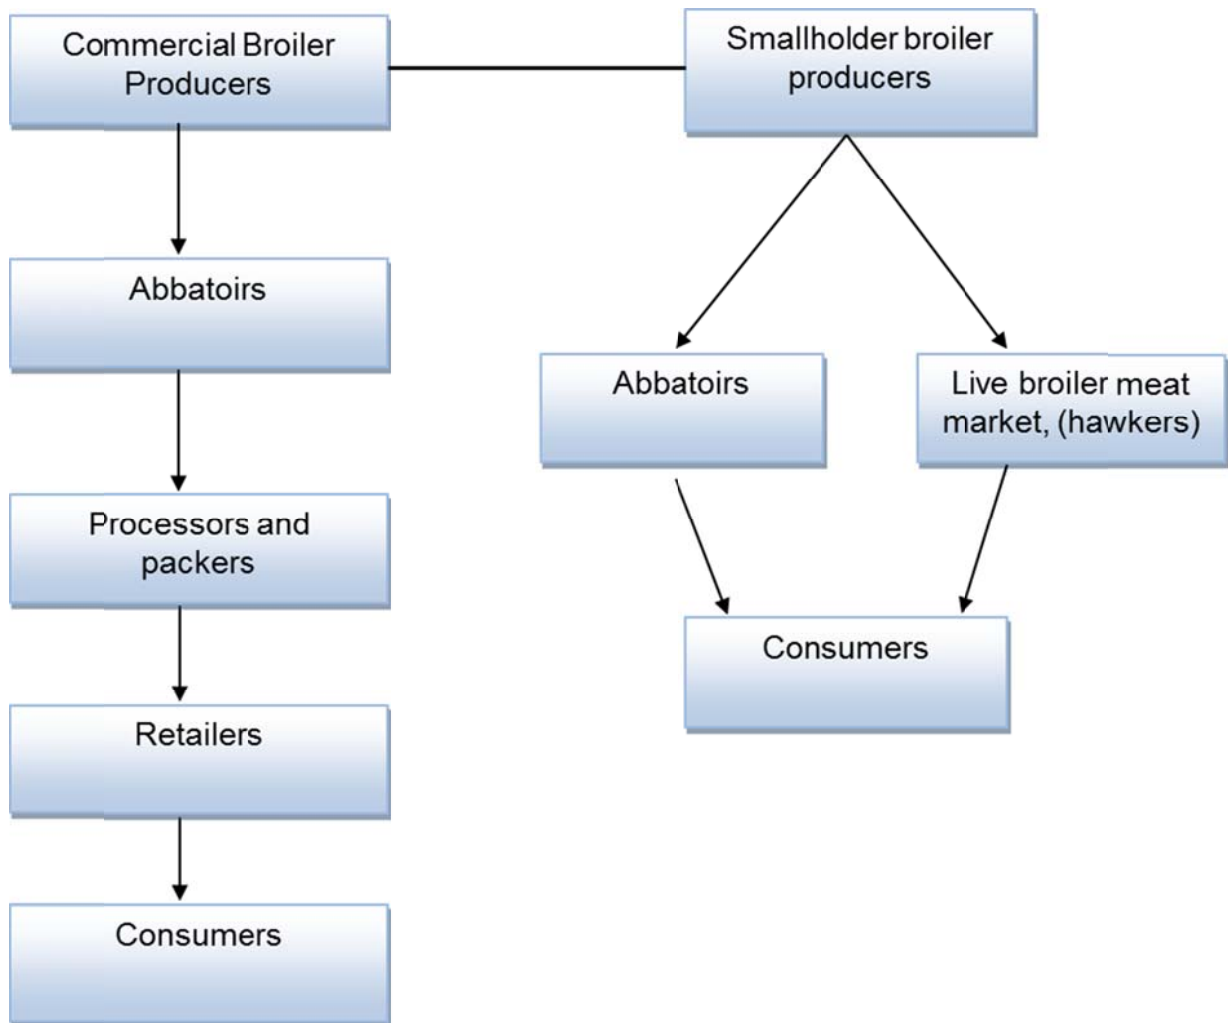 Commercial Broiler
Producers
Smallholder broiler
producers
Abbatoirs
Abbatoirs
Live broiler meat
market, (hawkers)
Processors and
packers
Consumers
Retailers
Consumers